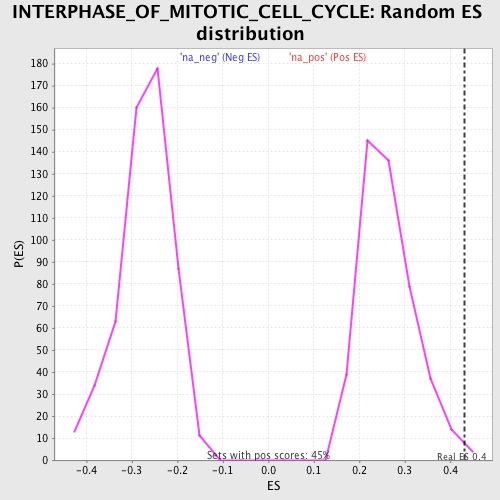 INTERPHASE_OF_MITOTIC_CELL_CYCLE: Random ES
distribution
'na_neg' (Neg ES) 'na_pos' (Pos ES)
180
170
160
150
140
130
120
110
100
90
80
70
60
50
40
30
20
10
0
P(ES)
Sets with pos scores: 45%
Real ES 0.4
-0.4 -0.3 -0.2 -0.1 0.0 0.1 0.2 0.3 0.4
ES